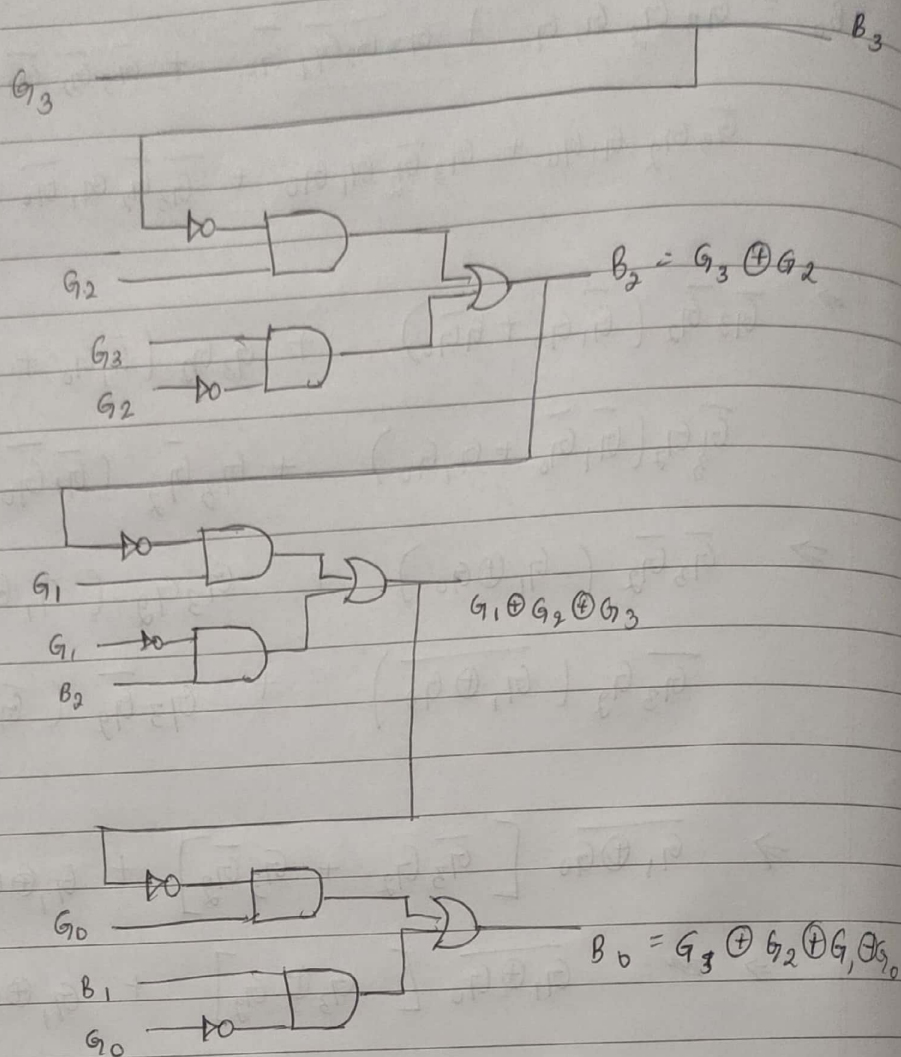 B₃
G₃
G₂
B₂ = G₃ ⊕ G₂
G₃
G₂
G₁
G₁ ⊕ G₂ ⊕ G₃
G₁
B₂
G₀
B₀ = G₃ ⊕ G₂ ⊕ G₁ ⊕ G₀
B₁
G₀